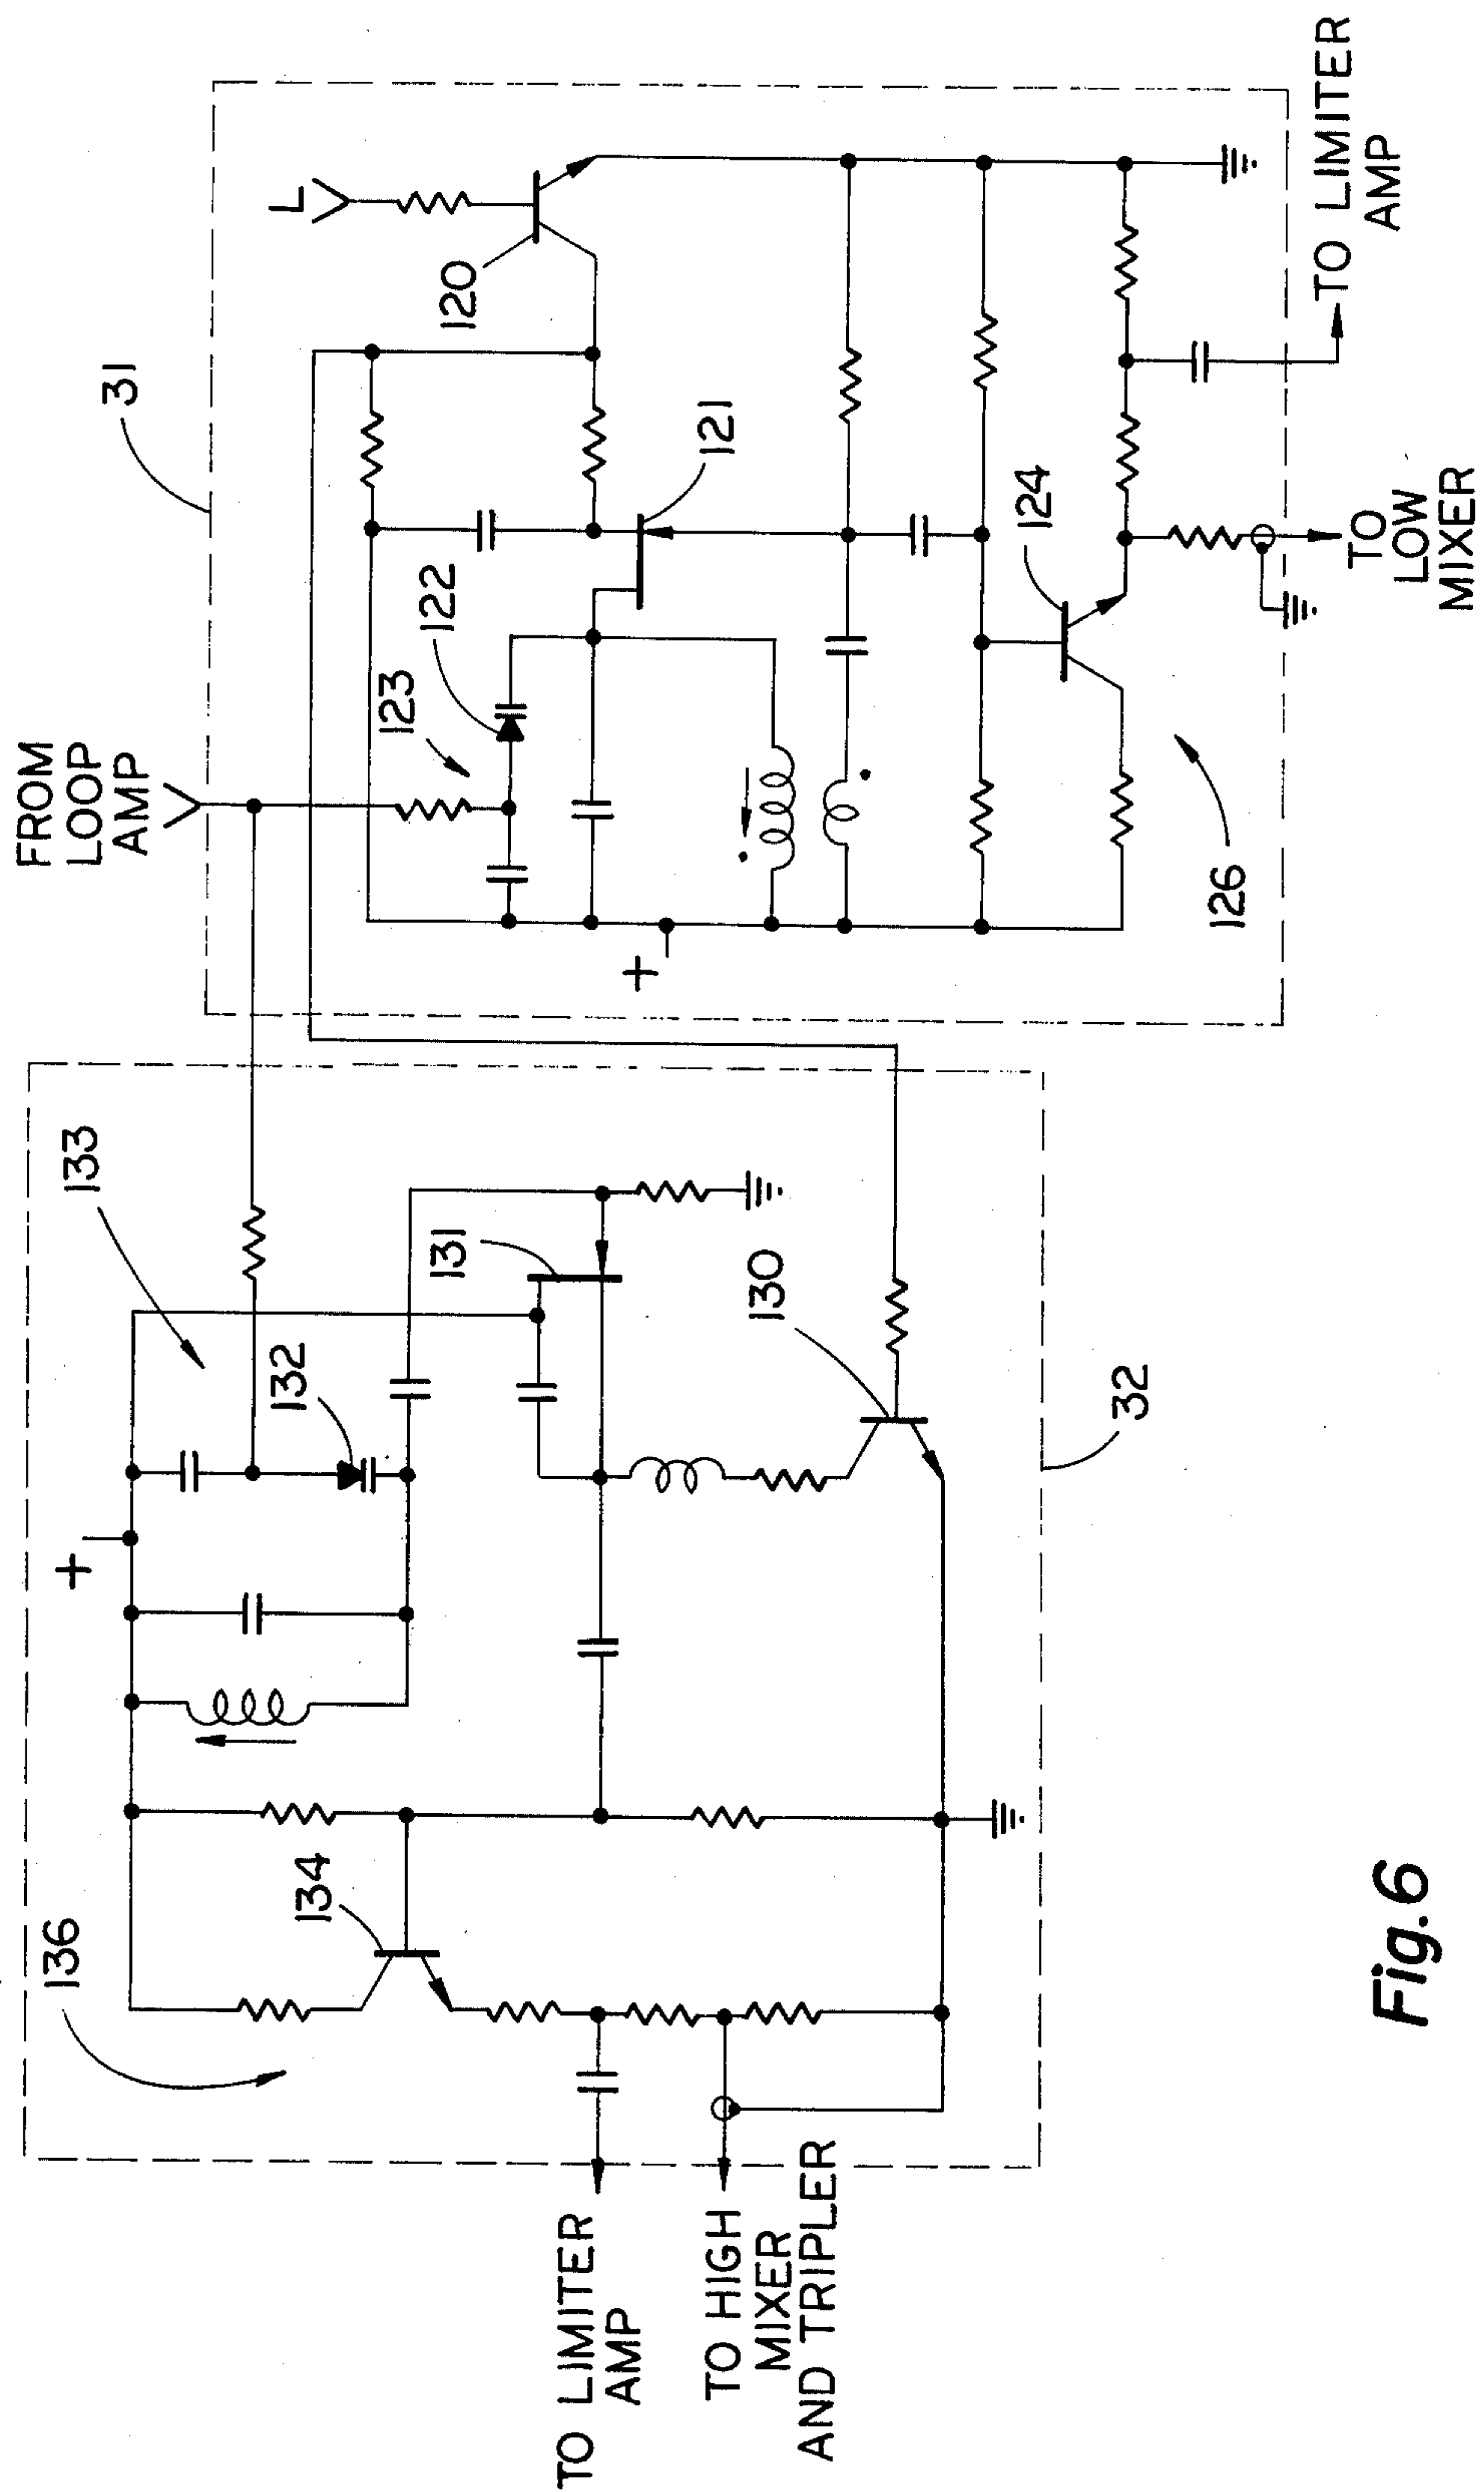 FROM
LOOP
AMP
31
L
120
121
122
123
124
126
TO LIMITER
AMP
TO
LOW
MIXER
+
133
131
132
130
32
+
134
136
TO LIMITER
AMP
TO HIGH
MIXER
AND TRIPLER
Fig.6